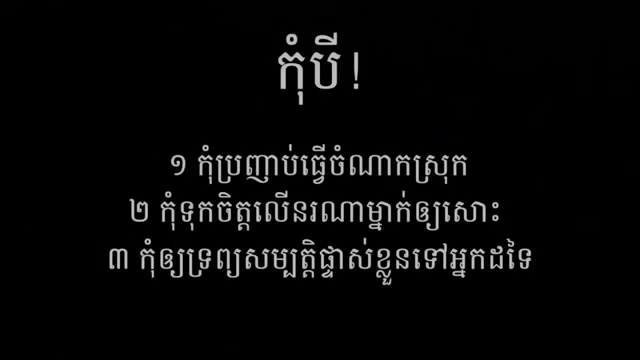 កុំបី!
១ កុំប្រញាប់ធ្វើចំណាកស្រុក
២ កុំទុកចិត្តលើនរណាម្នាក់ឲ្យសោះ
៣ កុំឲ្យទ្រព្យសម្បត្តិផ្ទាស់ខ្លួនទៅអ្នកដទៃ